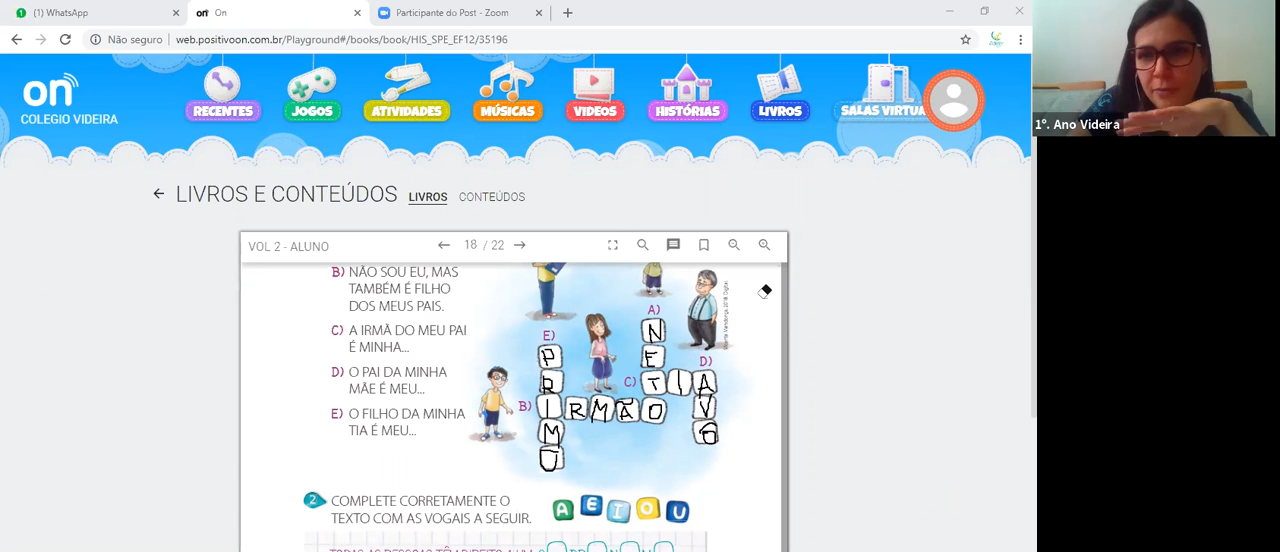 (1) WhatsApp
On
Participante do Post - Zoom
Não seguro
web.positivoon.com.br/Playground#/books/book/HIS_SPE_EF12/35196
on
COLEGIO VIDEIRA
RECENTES
JOGOS
ATIVIDADES
MÚSICAS
VIDEOS
HISTÓRIAS
LIVROS
SALAS VIRTUA
1º. Ano Videira
LIVROS E CONTEÚDOS
LIVROS
CONTEÚDOS
VOL 2 - ALUNO
18 / 22
B) NÃO SOU EU, MAS
TAMBÉM É FILHO
DOS MEUS PAIS.
C) A IRMÃ DO MEU PAI
É MINHA...
D) O PAI DA MINHA
MÃE É MEU...
E) O FILHO DA MINHA
TIA É MEU...
A)
NETO
E)
PRIMO
D)
AVÔ
C) TIA
B) IRMÃO
2 COMPLETE CORRETAMENTE O
TEXTO COM AS VOGAIS A SEGUIR.
A E I O U